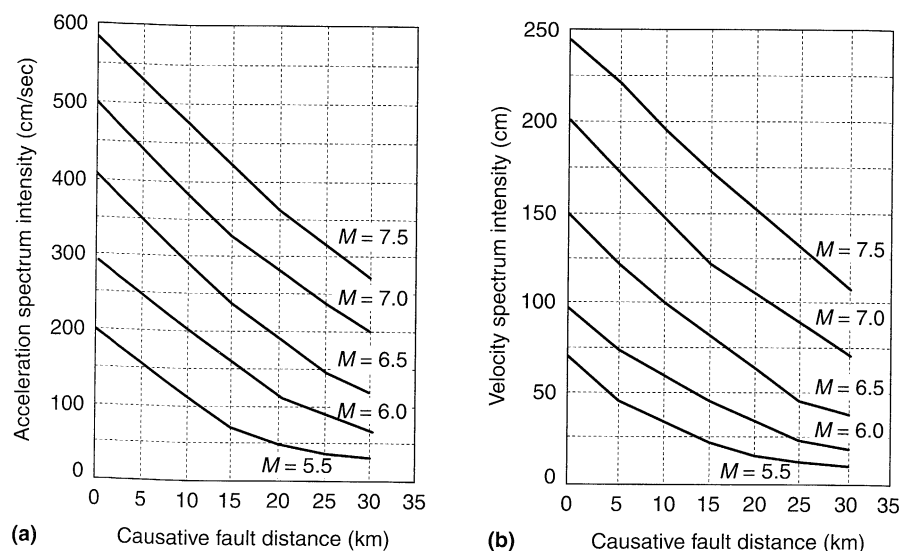 600
500
400
300
200
100
0
Acceleration spectrum intensity (cm/sec)
M = 7.5
M = 7.0
M = 6.5
M = 6.0
M = 5.5
0 5 10 15 20 25 30 35
(a) Causative fault distance (km)
250
200
150
100
50
0
Velocity spectrum intensity (cm)
M = 7.5
M = 7.0
M = 6.5
M = 6.0
M = 5.5
0 5 10 15 20 25 30 35
(b) Causative fault distance (km)